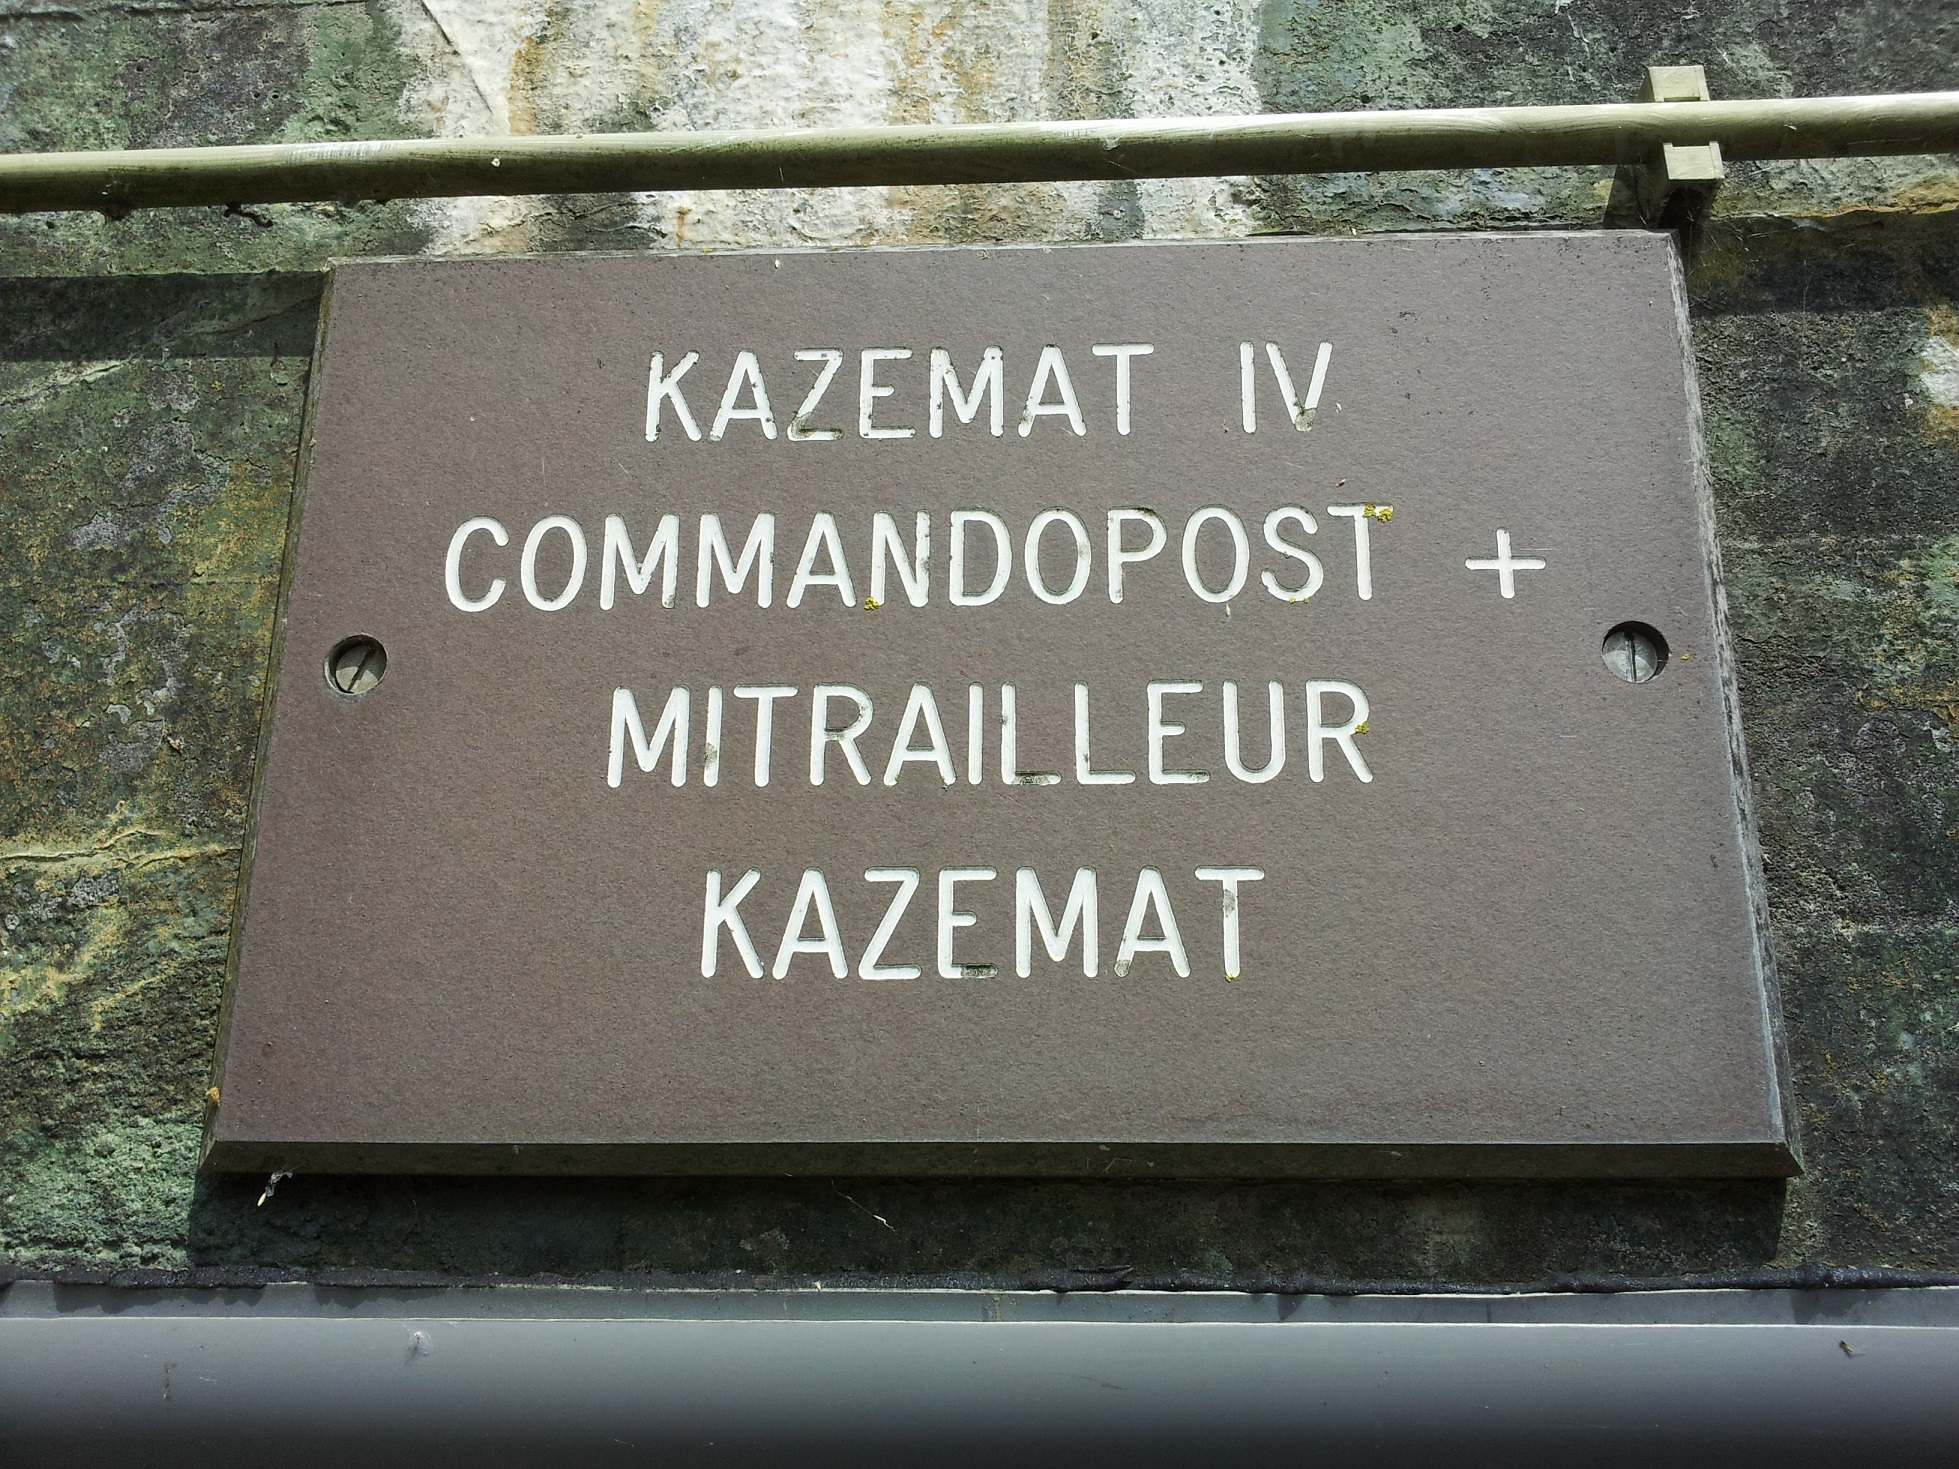 KAZEMAT IV
COMMANDOPOST +
MITRAILLEUR
KAZEMAT